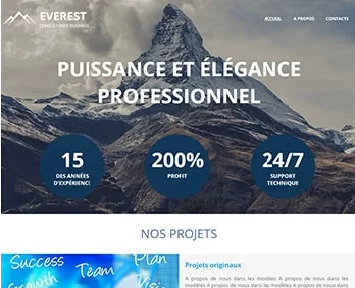 EVEREST
CONSULTANTS BUSINESS
ACCUEIL A PROPOS CONTACTS
PUISSANCE ET ÉLÉGANCE
PROFESSIONNEL
15
DES ANNÉES
D'EXPÉRIENCI
200%
PROFIT
24/7
SUPPORT
TECHNIQUE
NOS PROJETS
Success
Growth
Team
Plan
Projets originaux
A propos de nous dans les modèles A propos de nous dans les
modèles A propos de nous dans les modèles A propos de nous dans